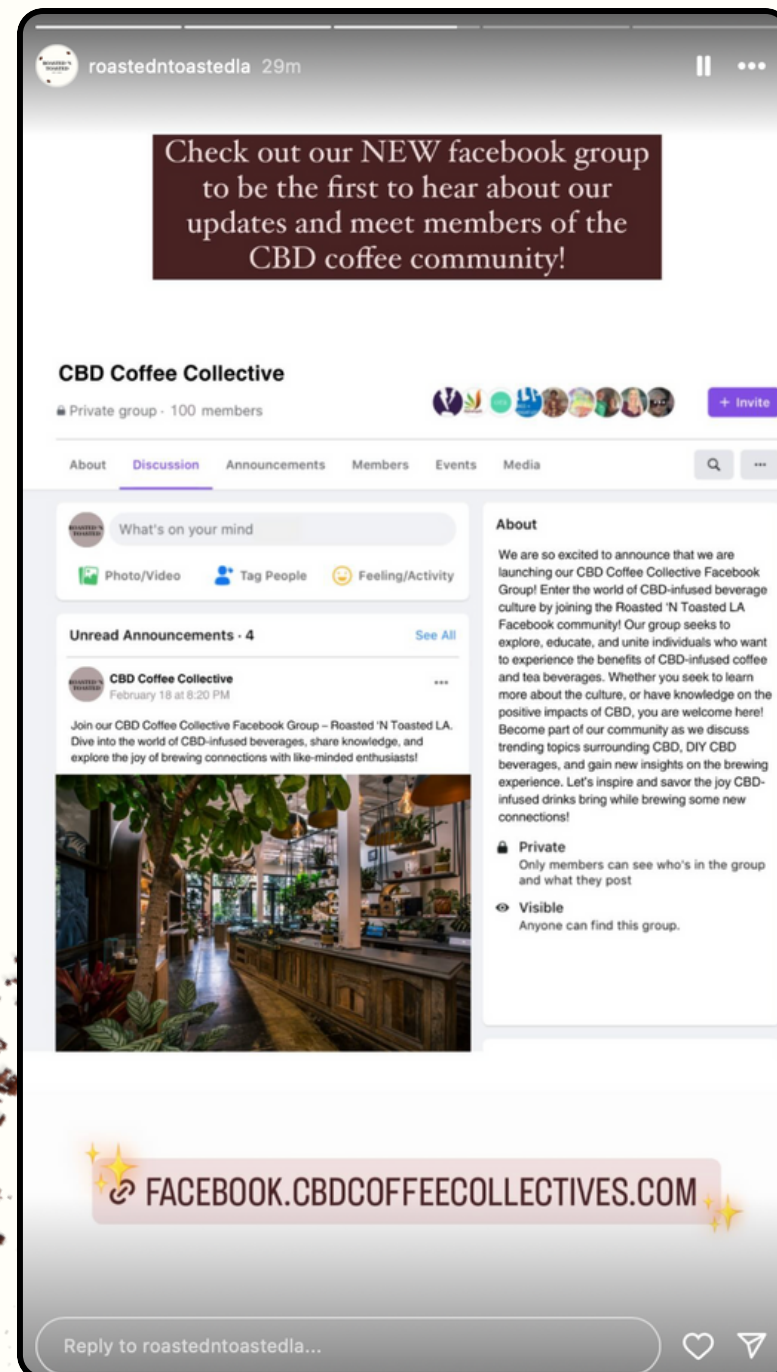 roastedntoastedla 29m
Check out our NEW facebook group
to be the first to hear about our
updates and meet members of the
CBD coffee community!
CBD Coffee Collective
Private group · 100 members
+ Invite
About Discussion Announcements Members Events Media
ROASTED 'N
TOASTED
What's on your mind
Photo/Video Tag People Feeling/Activity
Unread Announcements · 4
See All
ROASTED 'N
TOASTED
CBD Coffee Collective
February 18 at 8:20 PM
Join our CBD Coffee Collective Facebook Group – Roasted 'N Toasted LA.
Dive into the world of CBD-infused beverages, share knowledge, and
explore the joy of brewing connections with like-minded enthusiasts!
About
We are so excited to announce that we are
launching our CBD Coffee Collective Facebook
Group! Enter the world of CBD-infused beverage
culture by joining the Roasted 'N Toasted LA
Facebook community! Our group seeks to
explore, educate, and unite individuals who want
to experience the benefits of CBD-infused coffee
and tea beverages. Whether you seek to learn
more about the culture, or have knowledge on the
positive impacts of CBD, you are welcome here!
Become part of our community as we discuss
trending topics surrounding CBD, DIY CBD
beverages, and gain new insights on the brewing
experience. Let's inspire and savor the joy CBD-
infused drinks bring while brewing some new
connections!
Private
Only members can see who's in the group
and what they post
Visible
Anyone can find this group.
FACEBOOK.CBDCOFFEECOLLECTIVES.COM
Reply to roastedntoastedla...